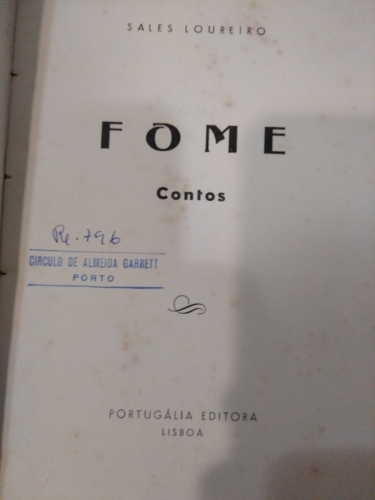 SALES LOUREIRO
FOME
Contos
Re. 796
CIRCULO DE ALMEIDA GARRETT
PORTO
PORTUGÁLIA EDITORA
LISBOA